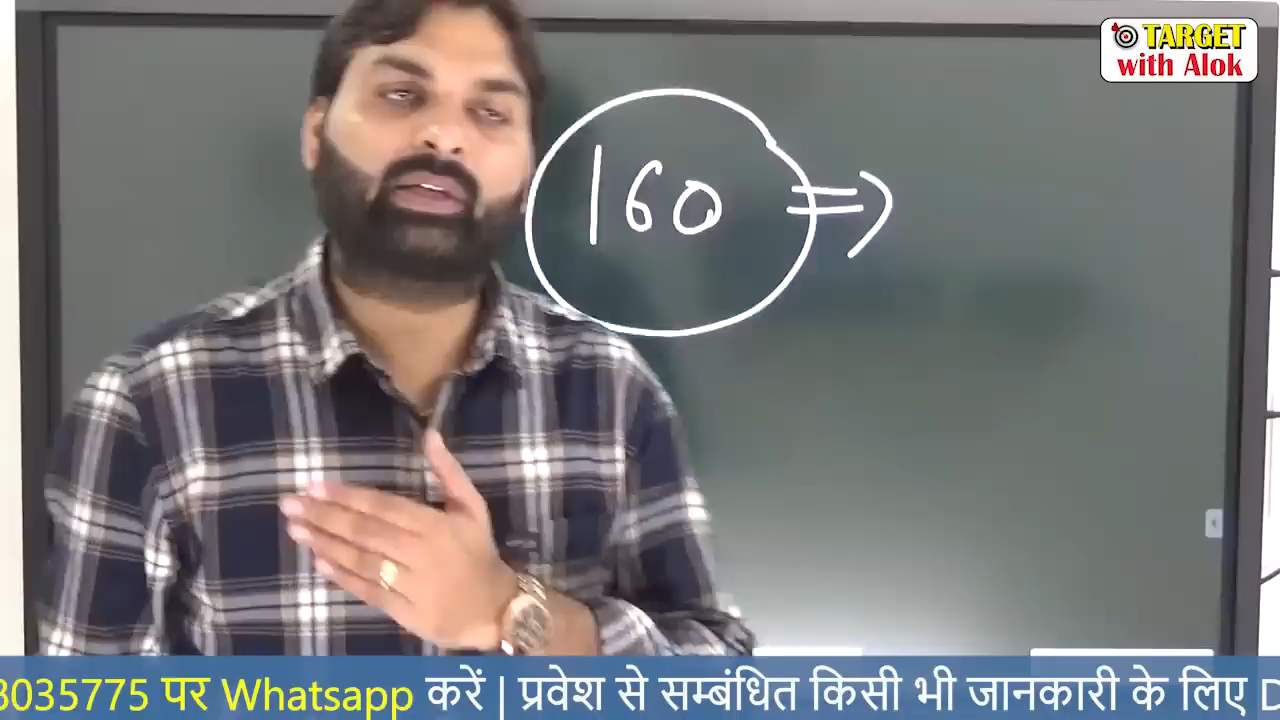 TARGET
with Alok
160 ⇒
3035775 पर Whatsapp करें | प्रवेश से सम्बंधित किसी भी जानकारी के लिए D